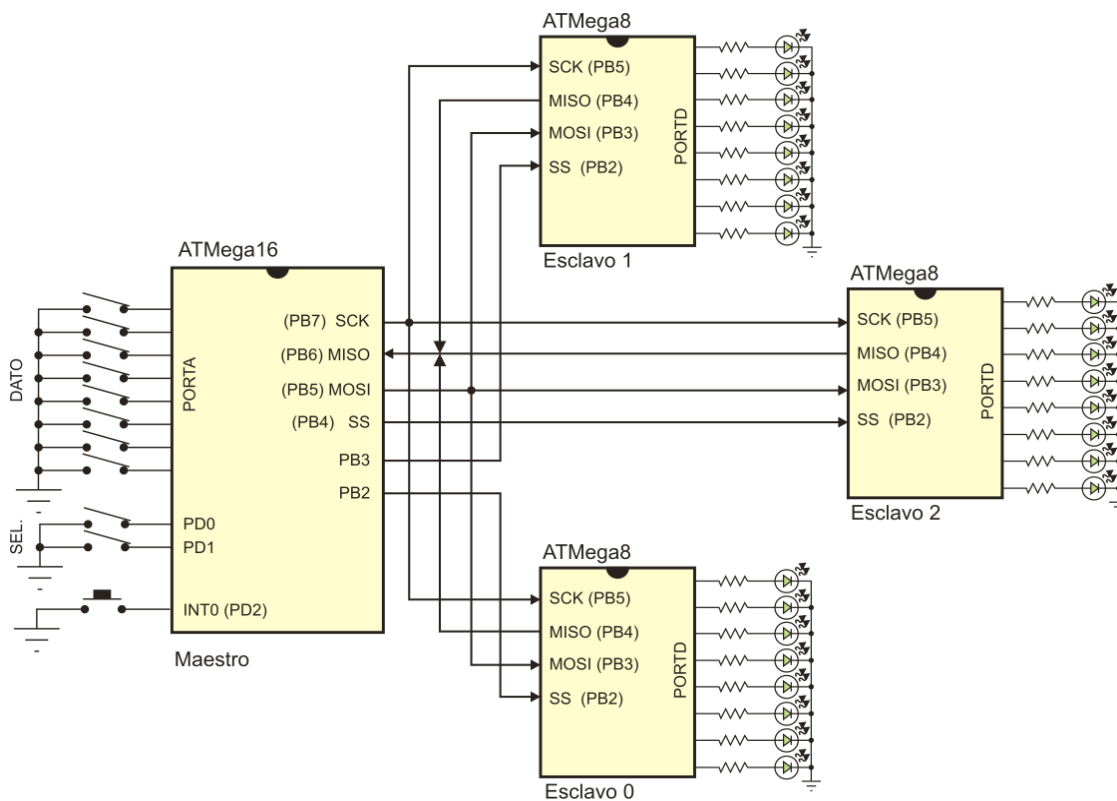 ATMega8
SCK (PB5)
MISO (PB4)
MOSI (PB3)
SS (PB2)
PORTD
Esclavo 1
ATMega16
DATO
PORTA
(PB7) SCK
(PB6) MISO
(PB5) MOSI
(PB4) SS
PB3
PB2
SEL.
PD0
PD1
INT0 (PD2)
Maestro
ATMega8
SCK (PB5)
MISO (PB4)
MOSI (PB3)
SS (PB2)
PORTD
Esclavo 2
ATMega8
SCK (PB5)
MISO (PB4)
MOSI (PB3)
SS (PB2)
PORTD
Esclavo 0